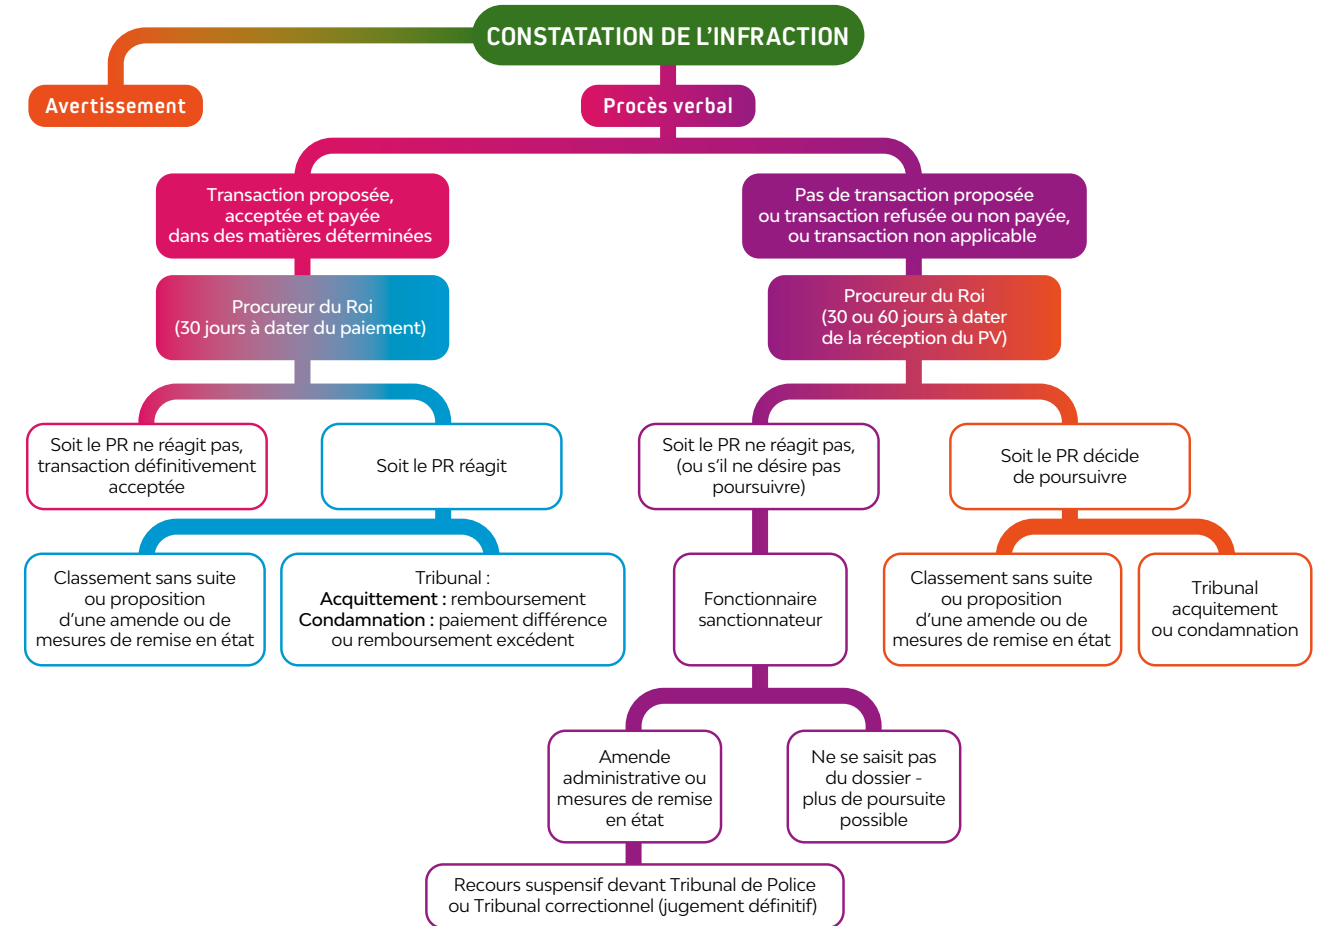 CONSTATATION DE L'INFRACTION
Avertissement
Procès verbal
Transaction proposée,
acceptée et payée
dans des matières déterminées
Pas de transaction proposée
ou transaction refusée ou non payée,
ou transaction non applicable
Procureur du Roi
(30 jours à dater du paiement)
Procureur du Roi
(30 ou 60 jours à dater
de la réception du PV)
Soit le PR ne réagit pas,
transaction définitivement
acceptée
Soit le PR réagit
Soit le PR ne réagit pas,
(ou s'il ne désire pas
poursuivre)
Soit le PR décide
de poursuivre
Classement sans suite
ou proposition
d'une amende ou de
mesures de remise en état
Tribunal :
Acquittement : remboursement
Condamnation : paiement différence
ou remboursement excédent
Fonctionnaire
sanctionnateur
Classement sans suite
ou proposition
d'une amende ou de
mesures de remise en état
Tribunal
acquitement
ou condamnation
Amende
administrative ou
mesures de remise
en état
Ne se saisit pas
du dossier -
plus de poursuite
possible
Recours suspensif devant Tribunal de Police
ou Tribunal correctionnel (jugement définitif)